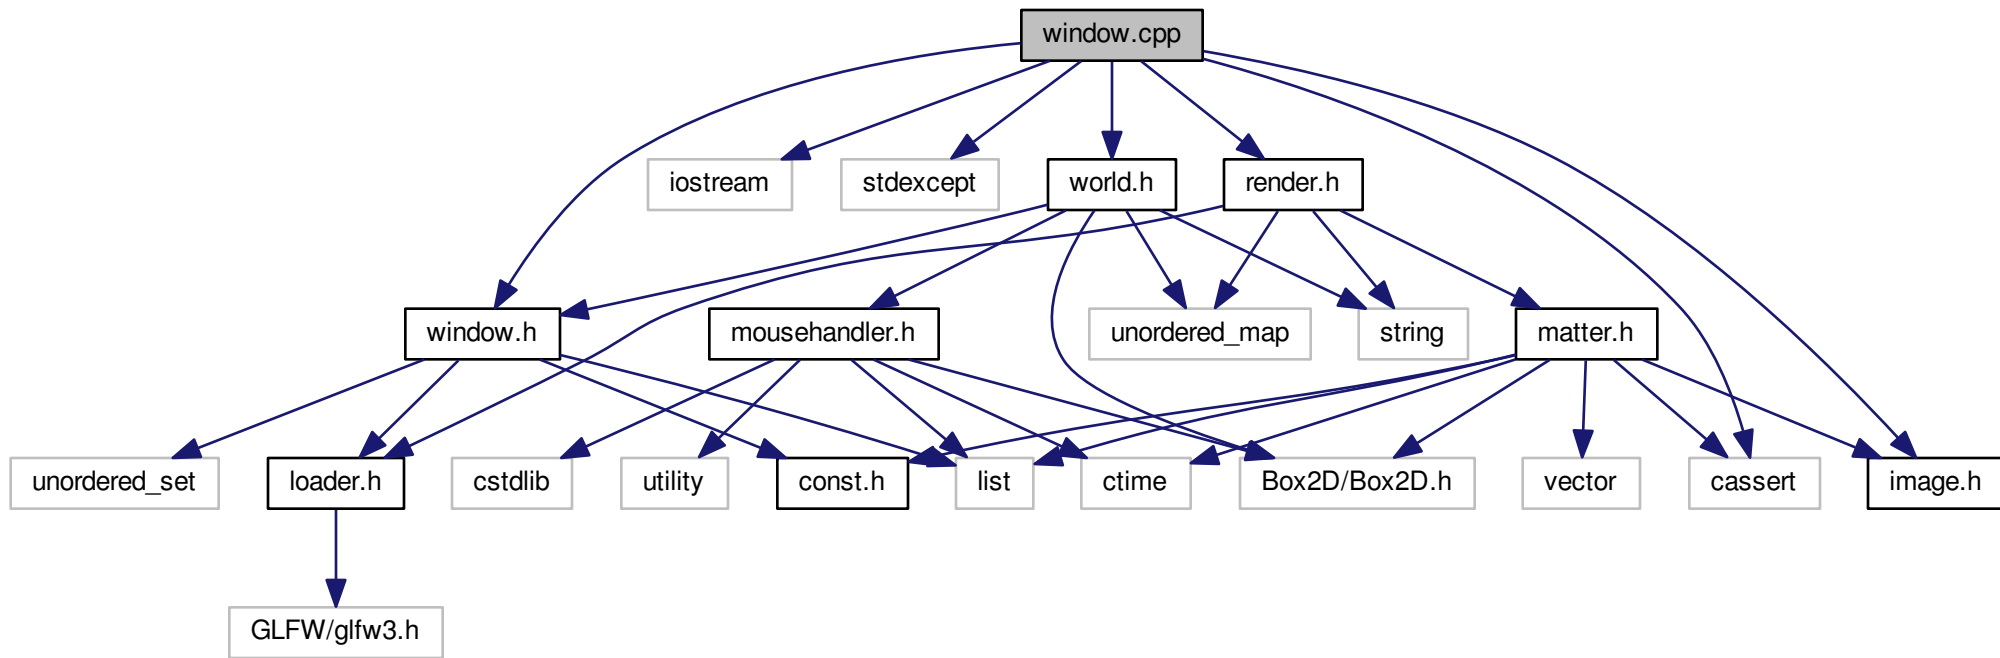 window.cpp
iostream
stdexcept
world.h
render.h
window.h
mousehandler.h
unordered_map
string
matter.h
unordered_set
loader.h
cstdlib
utility
const.h
list
ctime
Box2D/Box2D.h
vector
cassert
image.h
GLFW/glfw3.h